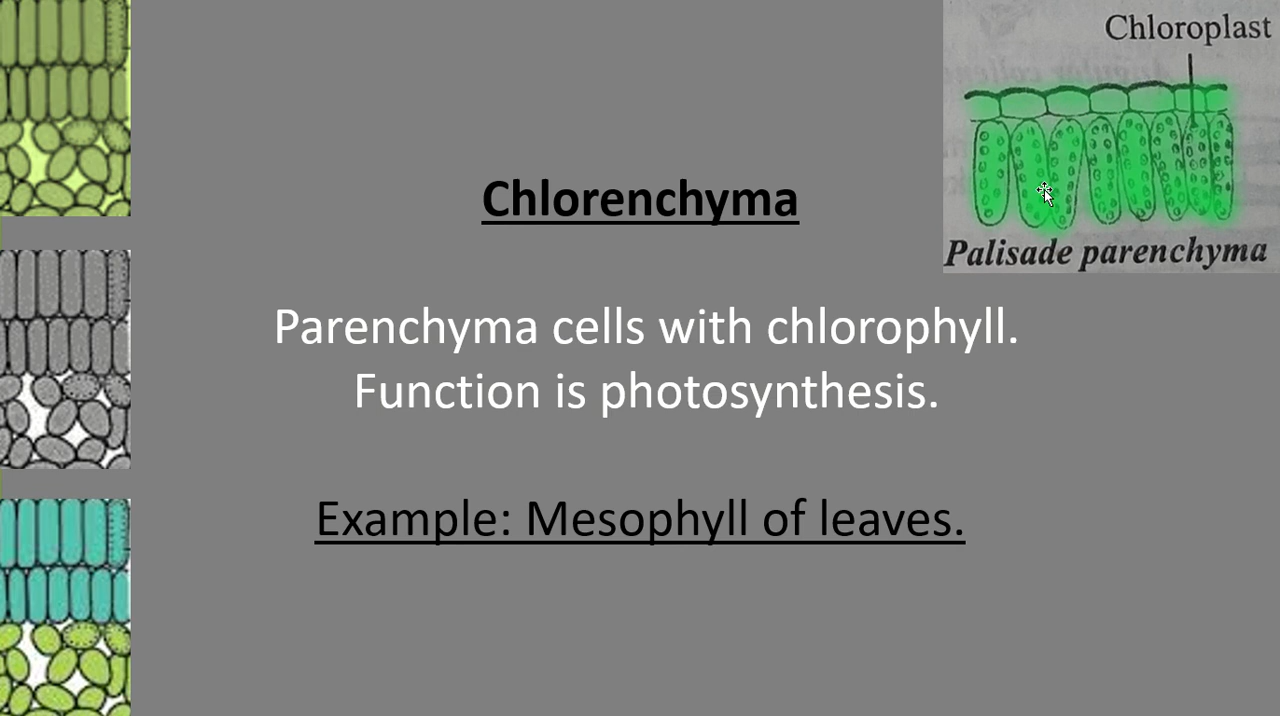 Chloroplast
Palisade parenchyma
Chlorenchyma
Parenchyma cells with chlorophyll.
Function is photosynthesis.
Example: Mesophyll of leaves.